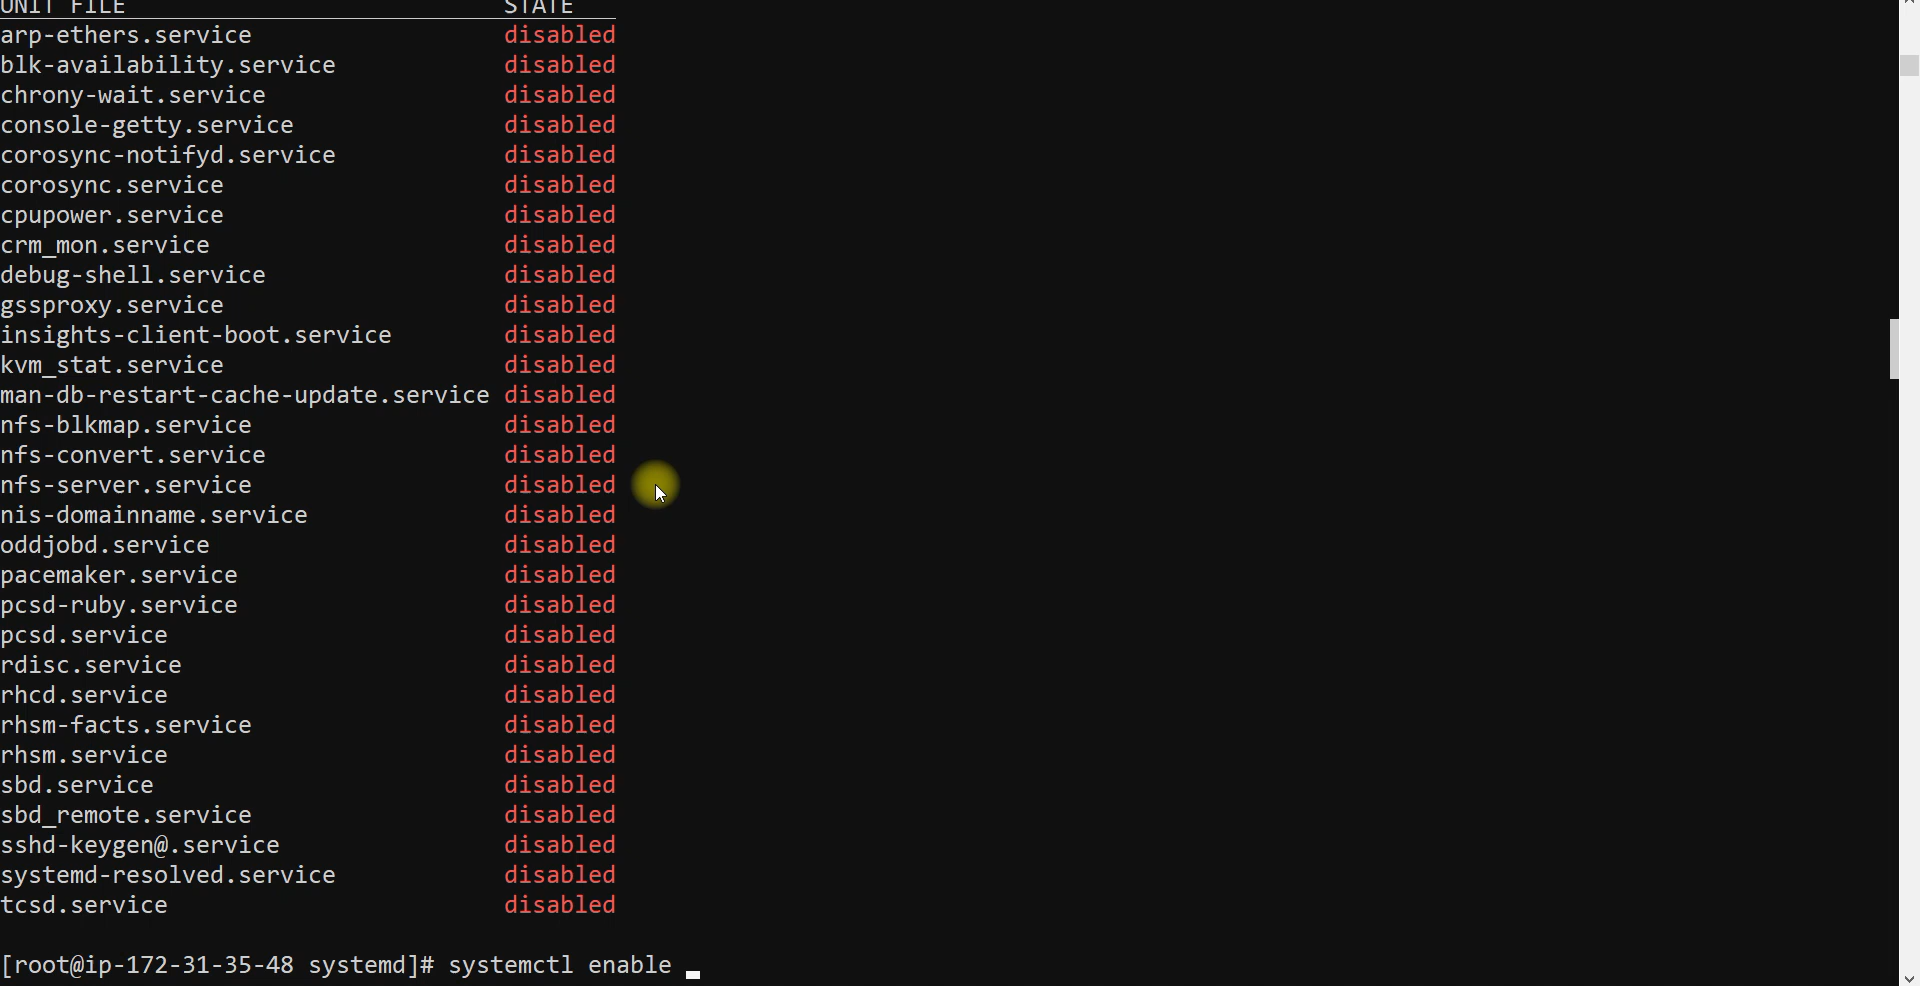 UNIT FILE STATE
arp-ethers.service disabled
blk-availability.service disabled
chrony-wait.service disabled
console-getty.service disabled
corosync-notifyd.service disabled
corosync.service disabled
cpupower.service disabled
crm_mon.service disabled
debug-shell.service disabled
gssproxy.service disabled
insights-client-boot.service disabled
kvm_stat.service disabled
man-db-restart-cache-update.service disabled
nfs-blkmap.service disabled
nfs-convert.service disabled
nfs-server.service disabled
nis-domainname.service disabled
oddjobd.service disabled
pacemaker.service disabled
pcsd-ruby.service disabled
pcsd.service disabled
rdisc.service disabled
rhcd.service disabled
rhsm-facts.service disabled
rhsm.service disabled
sbd.service disabled
sbd_remote.service disabled
sshd-keygen@.service disabled
systemd-resolved.service disabled
tcsd.service disabled
[root@ip-172-31-35-48 systemd]# systemctl enable